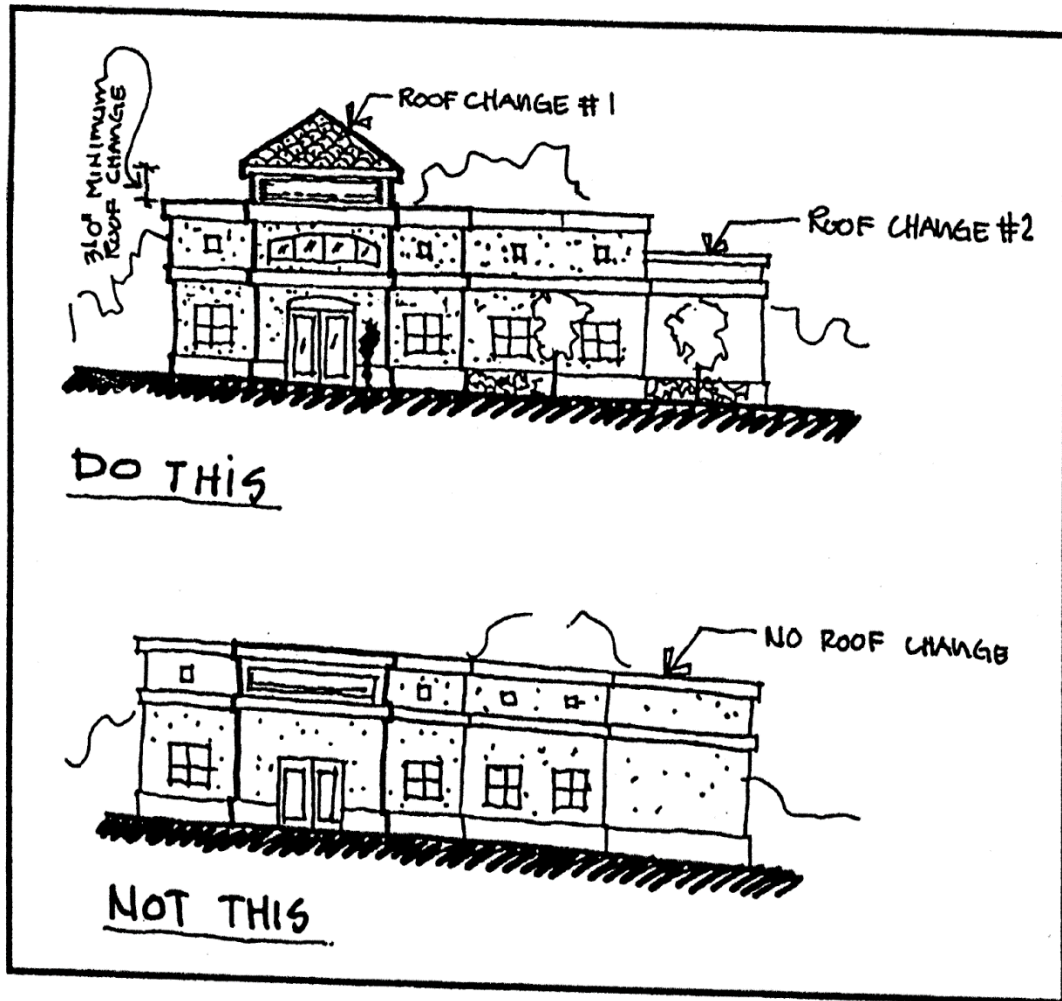 3'0" MINIMUM
ROOF CHANGE
ROOF CHANGE #1
ROOF CHANGE #2
DO THIS
NO ROOF CHANGE
NOT THIS